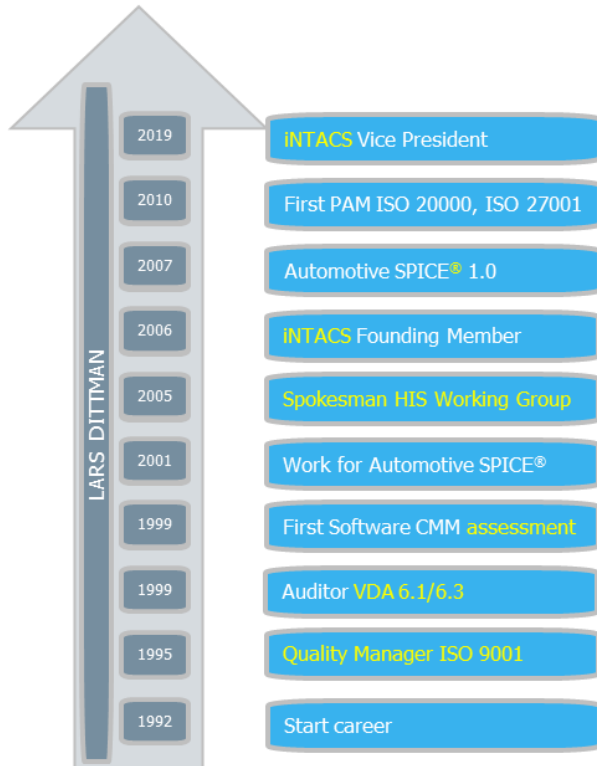 LARS DITTMAN
2019
iNTACS Vice President
2010
First PAM ISO 20000, ISO 27001
2007
Automotive SPICE® 1.0
2006
iNTACS Founding Member
2005
Spokesman HIS Working Group
2001
Work for Automotive SPICE®
1999
First Software CMM assessment
1999
Auditor VDA 6.1/6.3
1995
Quality Manager ISO 9001
1992
Start career